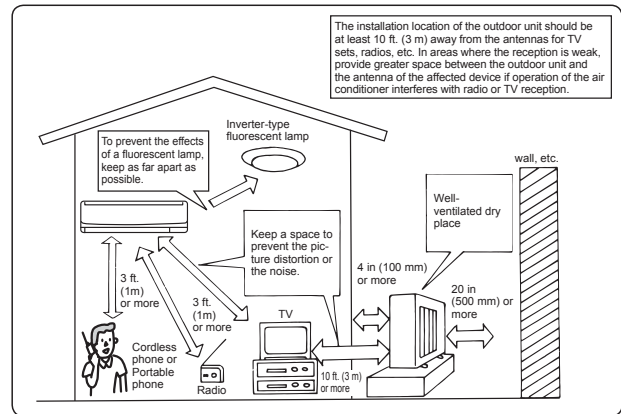 The installation location of the outdoor unit should be
at least 10 ft. (3 m) away from the antennas for TV
sets, radios, etc. In areas where the reception is weak,
provide greater space between the outdoor unit and
the antenna of the affected device if operation of the air
conditioner interferes with radio or TV reception.
Inverter-type
fluorescent lamp
To prevent the effects
of a fluorescent lamp,
keep as far apart as
possible.
wall, etc.
Well-
ventilated dry
place
Keep a space to
prevent the pic-
ture distortion or
the noise.
4 in (100 mm)
or more
20 in
(500 mm) or
more
3 ft.
(1m)
or more
3 ft.
(1m)
or more
TV
Cordless
phone or
Portable
phone
Radio
10 ft. (3 m)
or more